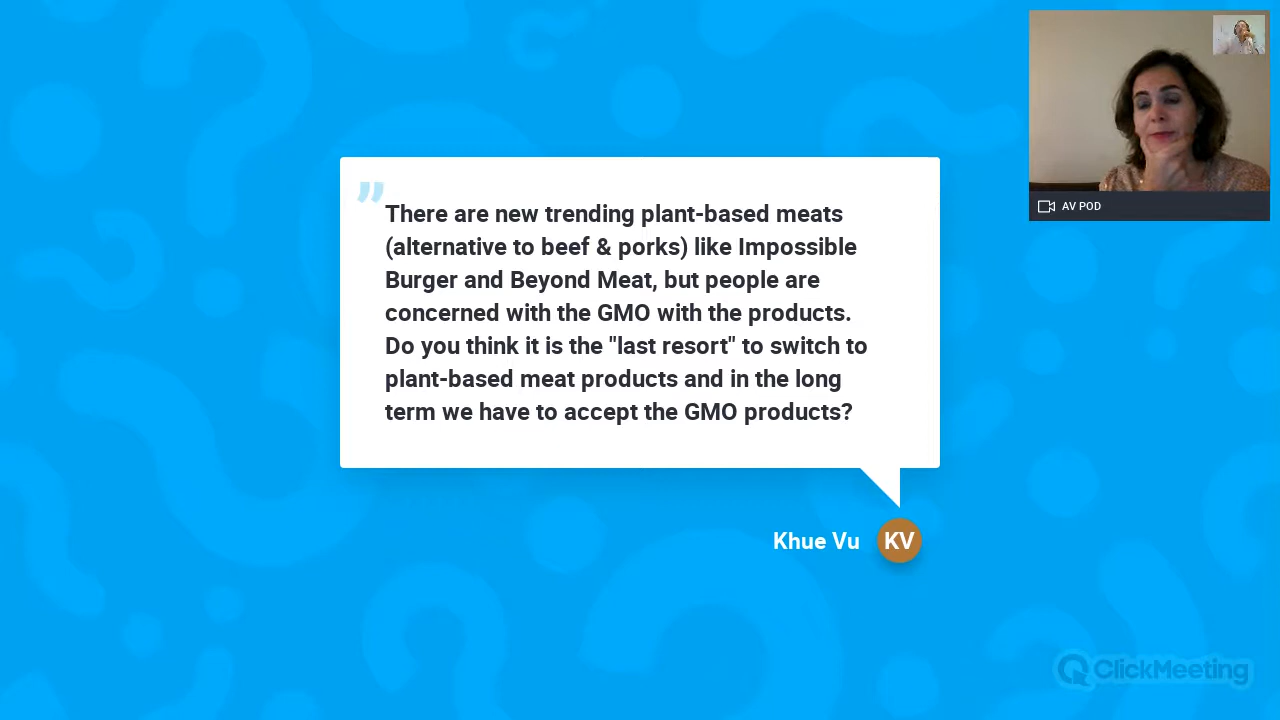 AV POD
"
There are new trending plant-based meats
(alternative to beef & porks) like Impossible
Burger and Beyond Meat, but people are
concerned with the GMO with the products.
Do you think it is the "last resort" to switch to
plant-based meat products and in the long
term we have to accept the GMO products?
Khue Vu KV
ClickMeeting